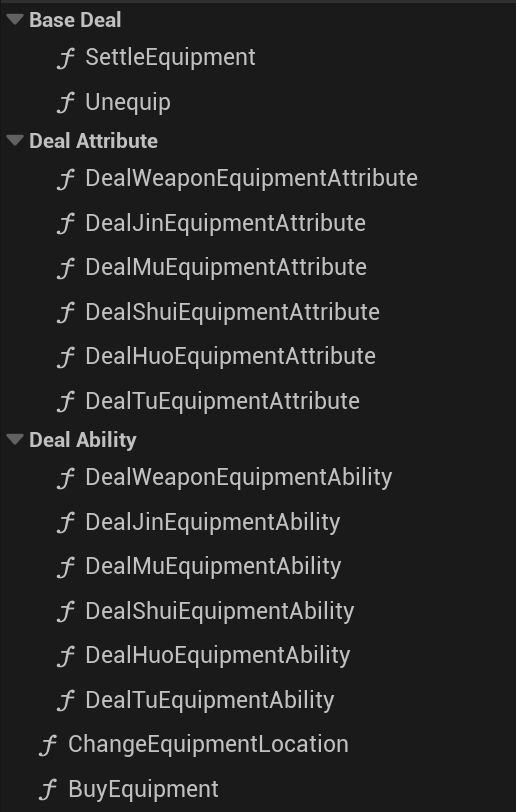 Base Deal
SettleEquipment
Unequip
Deal Attribute
DealWeaponEquipmentAttribute
DealJinEquipmentAttribute
DealMuEquipmentAttribute
DealShuiEquipmentAttribute
DealHuoEquipmentAttribute
DealTuEquipmentAttribute
Deal Ability
DealWeaponEquipmentAbility
DealJinEquipmentAbility
DealMuEquipmentAbility
DealShuiEquipmentAbility
DealHuoEquipmentAbility
DealTuEquipmentAbility
ChangeEquipmentLocation
BuyEquipment